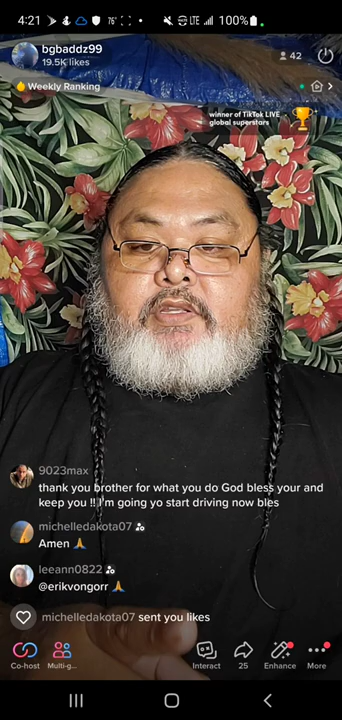 4:21
76°
LTE
100%
bgbaddz99
19.5K likes
42
Weekly Ranking
winner of TikTok LIVE
global superstars
9023max
thank you brother for what you do God bless your and
keep you !! I'm going yo start driving now bles
michelledakota07
Amen 🙏
leeann0822
@erikvongorr 🙏
michelledakota07 sent you likes
Co-host
Multi-g...
Interact
25
Enhance
More